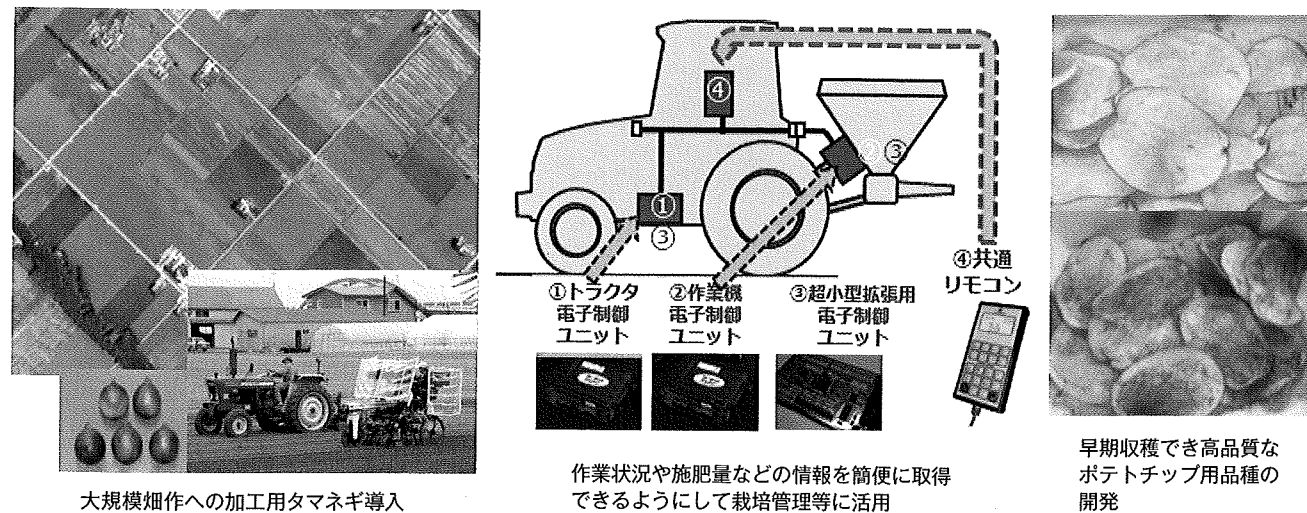 ④
①
③
③
①トラクタ
電子制御
ユニット
②作業機
電子制御
ユニット
③超小型拡張用
電子制御
ユニット
④共通
リモコン
大規模畑作への加工用タマネギ導入
作業状況や施肥量などの情報を簡便に取得
できるようにして栽培管理等に活用
早期収穫でき高品質な
ポテトチップ用品種の
開発